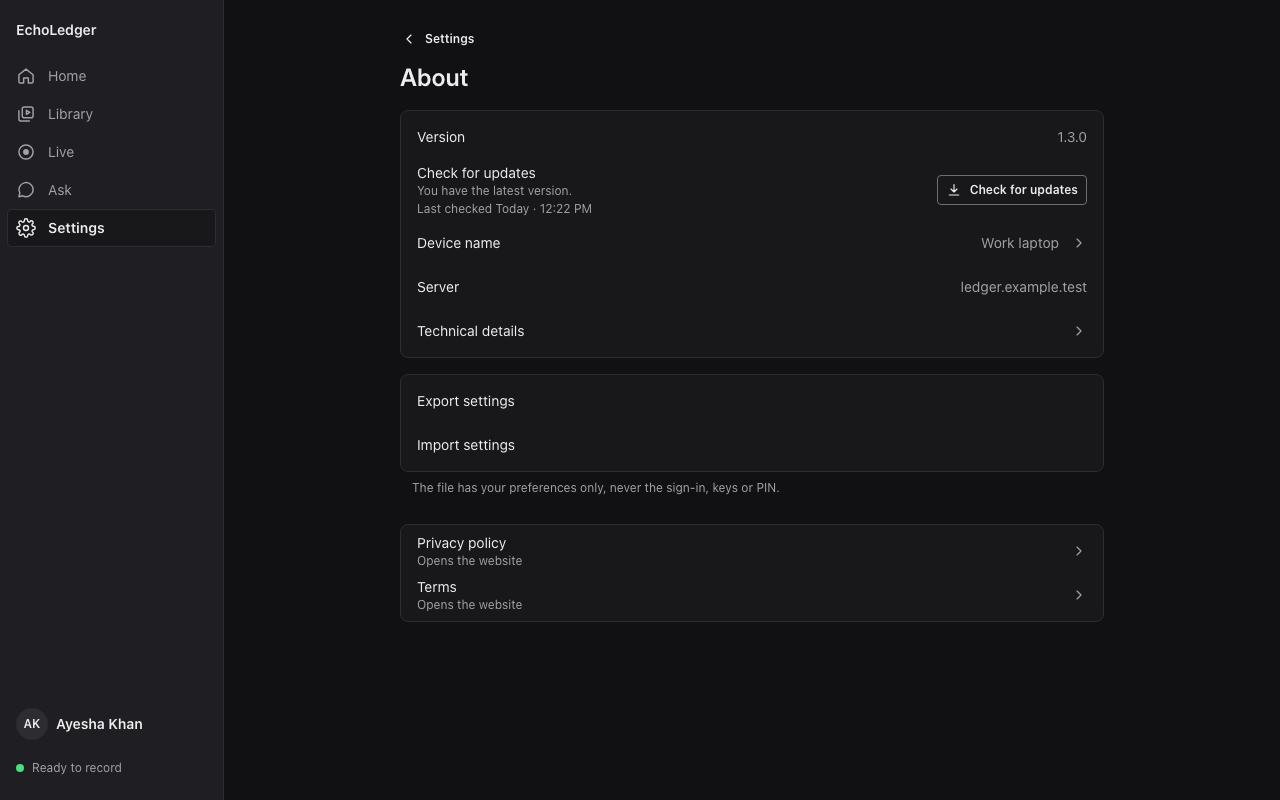 EchoLedger
Home
Library
Live
Ask
Settings
Ayesha Khan
AK
Ready to record
Settings
About
Version
1.3.0
Check for updates
You have the latest version.
Last checked Today · 12:22 PM
Check for updates
Device name
Work laptop
Server
ledger.example.test
Technical details
Export settings
Import settings
The file has your preferences only, never the sign-in, keys or PIN.
Privacy policy
Opens the website
Terms
Opens the website